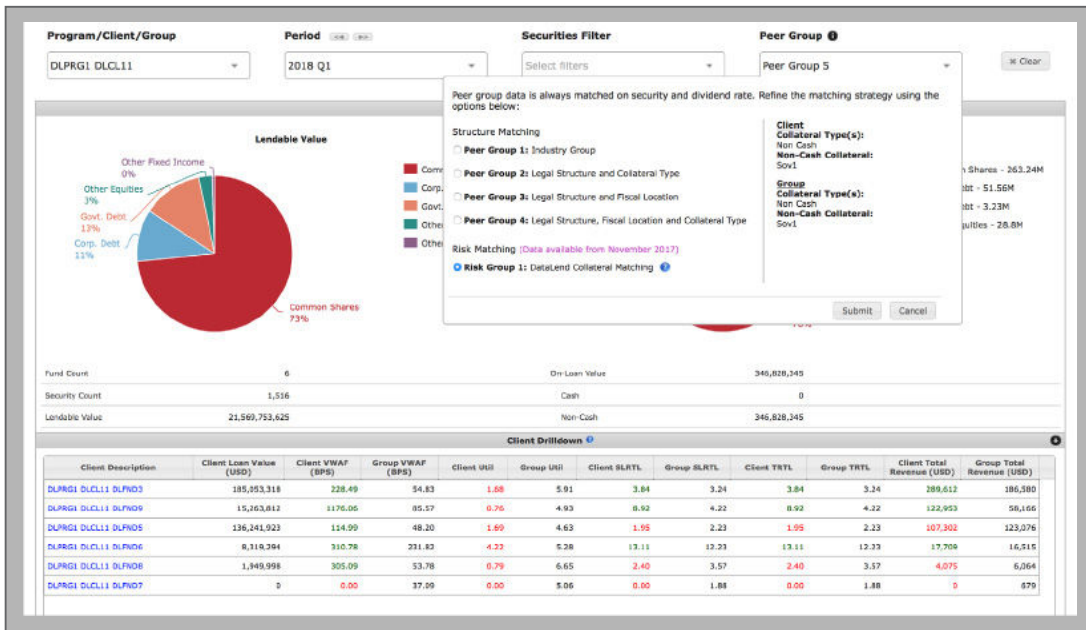 Program/Client/Group Period Securities Filter Peer Group
DLPRG1 DLCL11 2018 Q1 Select filters Peer Group 5 Clear
Peer group data is always matched on security and dividend rate. Refine the matching strategy using the
options below:
Structure Matching
Peer Group 1: Industry Group
Peer Group 2: Legal Structure and Collateral Type
Peer Group 3: Legal Structure and Fiscal Location
Peer Group 4: Legal Structure, Fiscal Location and Collateral Type
Risk Matching (Data available from November 2017)
Risk Group 1: DataLend Collateral Matching
Client
Collateral Type(s):
Non Cash
Non-Cash Collateral:
Sov1
Group
Collateral Type(s):
Non Cash
Non-Cash Collateral:
Sov1
Submit Cancel
Lendable Value
Other Fixed Income
0%
Other Equities
3%
Govt. Debt
13%
Corp. Debt
11%
Common Shares
73%
Comm
Corp.
Govt.
Other
Other
Shares - 263.24M
- 51.56M
- 3.23M
- 28.8M
Fund Count 6 On-Loan Value 346,828,345
Security Count 1,516 Cash 0
Lendable Value 21,569,753,625 Non-Cash 346,828,345
Client Drilldown
Client Description Client Loan Value (USD) Client VWAF (BPS) Group VWAF (BPS) Client Util Group Util Client SLRTL Group SLRTL Client TRTL Group TRTL Client Total Revenue (USD) Group Total Revenue (USD)
DLPRG1 DLCL11 DLFND3 185,053,318 228.49 54.83 1.68 5.91 3.84 3.24 3.84 3.24 289,612 186,580
DLPRG1 DLCL11 DLFND9 15,263,812 1176.06 85.57 0.76 4.93 8.92 4.22 8.92 4.22 122,953 58,166
DLPRG1 DLCL11 DLFND5 136,241,923 114.99 48.20 1.69 4.63 1.95 2.23 1.95 2.23 107,302 123,076
DLPRG1 DLCL11 DLFND6 8,319,294 310.78 231.82 4.22 5.28 13.11 12.23 13.11 12.23 17,709 16,515
DLPRG1 DLCL11 DLFND8 1,949,998 305.09 53.78 0.79 6.65 2.40 3.57 2.40 3.57 4,075 6,064
DLPRG1 DLCL11 DLFND7 0 0.00 37.09 0.00 5.06 0.00 1.88 0.00 1.88 0 679